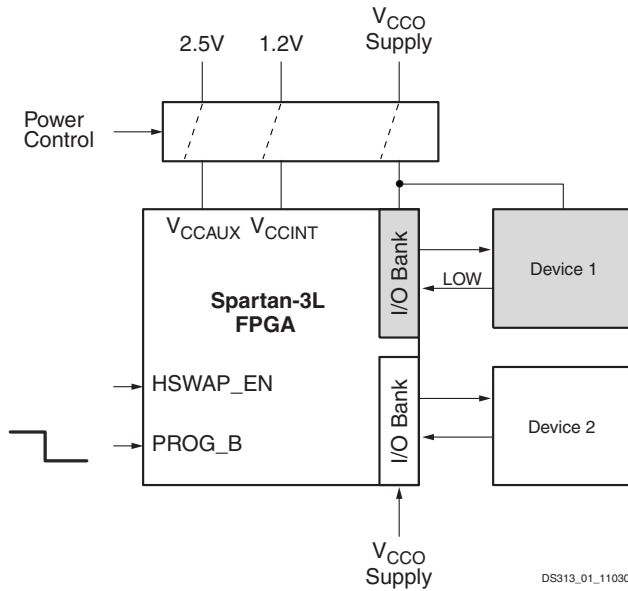 2.5V
1.2V
VCCO
Supply
Power
Control
VCCAUX
VCCINT
I/O Bank
Device 1
LOW
Spartan-3L
FPGA
HSWAP_EN
PROG_B
I/O Bank
Device 2
VCCO
Supply
DS313_01_11030